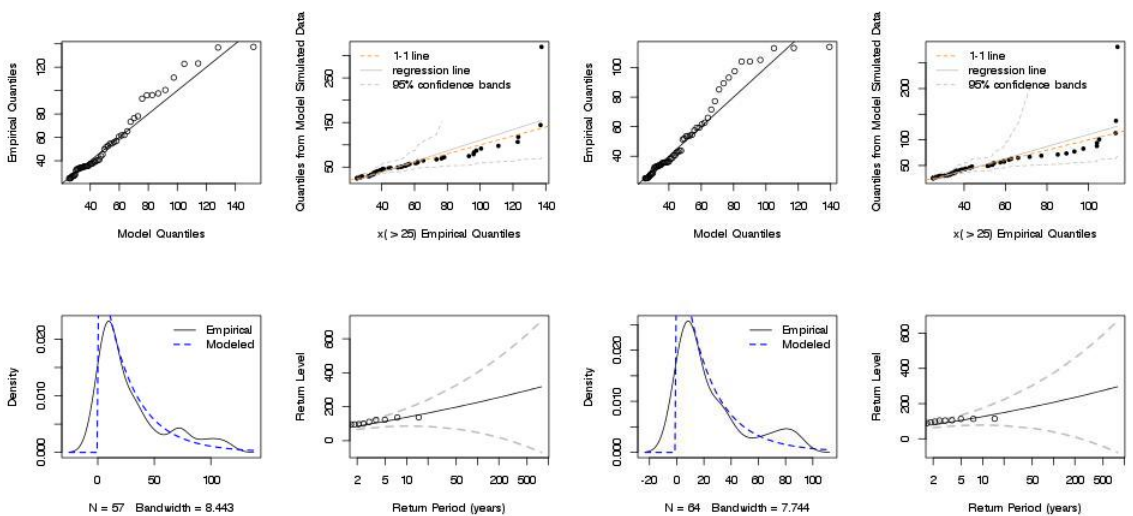 Empirical Quantiles
40
60
80
120
40 60 80 100 120 140
Model Quantiles
Quantiles from Model Simulated Data
50
150
250
1-1 line
regression line
95% confidence bands
40 60 80 100 120 140
x( > 25) Empirical Quantiles
Empirical Quantiles
40
60
80
100
40 60 80 100 120 140
Model Quantiles
Quantiles from Model Simulated Data
50
100
200
1-1 line
regression line
95% confidence bands
40 60 80 100
x( > 25) Empirical Quantiles
Density
0.000
0.010
0.020
Empirical
Modeled
0 50 100
N = 57 Bandwidth = 8.443
Return Level
0
200
400
600
2 5 10 50 200 500
Return Period (years)
Density
0.000
0.010
0.020
Empirical
Modeled
-20 0 20 40 60 80 100
N = 64 Bandwidth = 7.744
Return Level
0
200
400
600
2 5 10 50 200 500
Return Period (years)